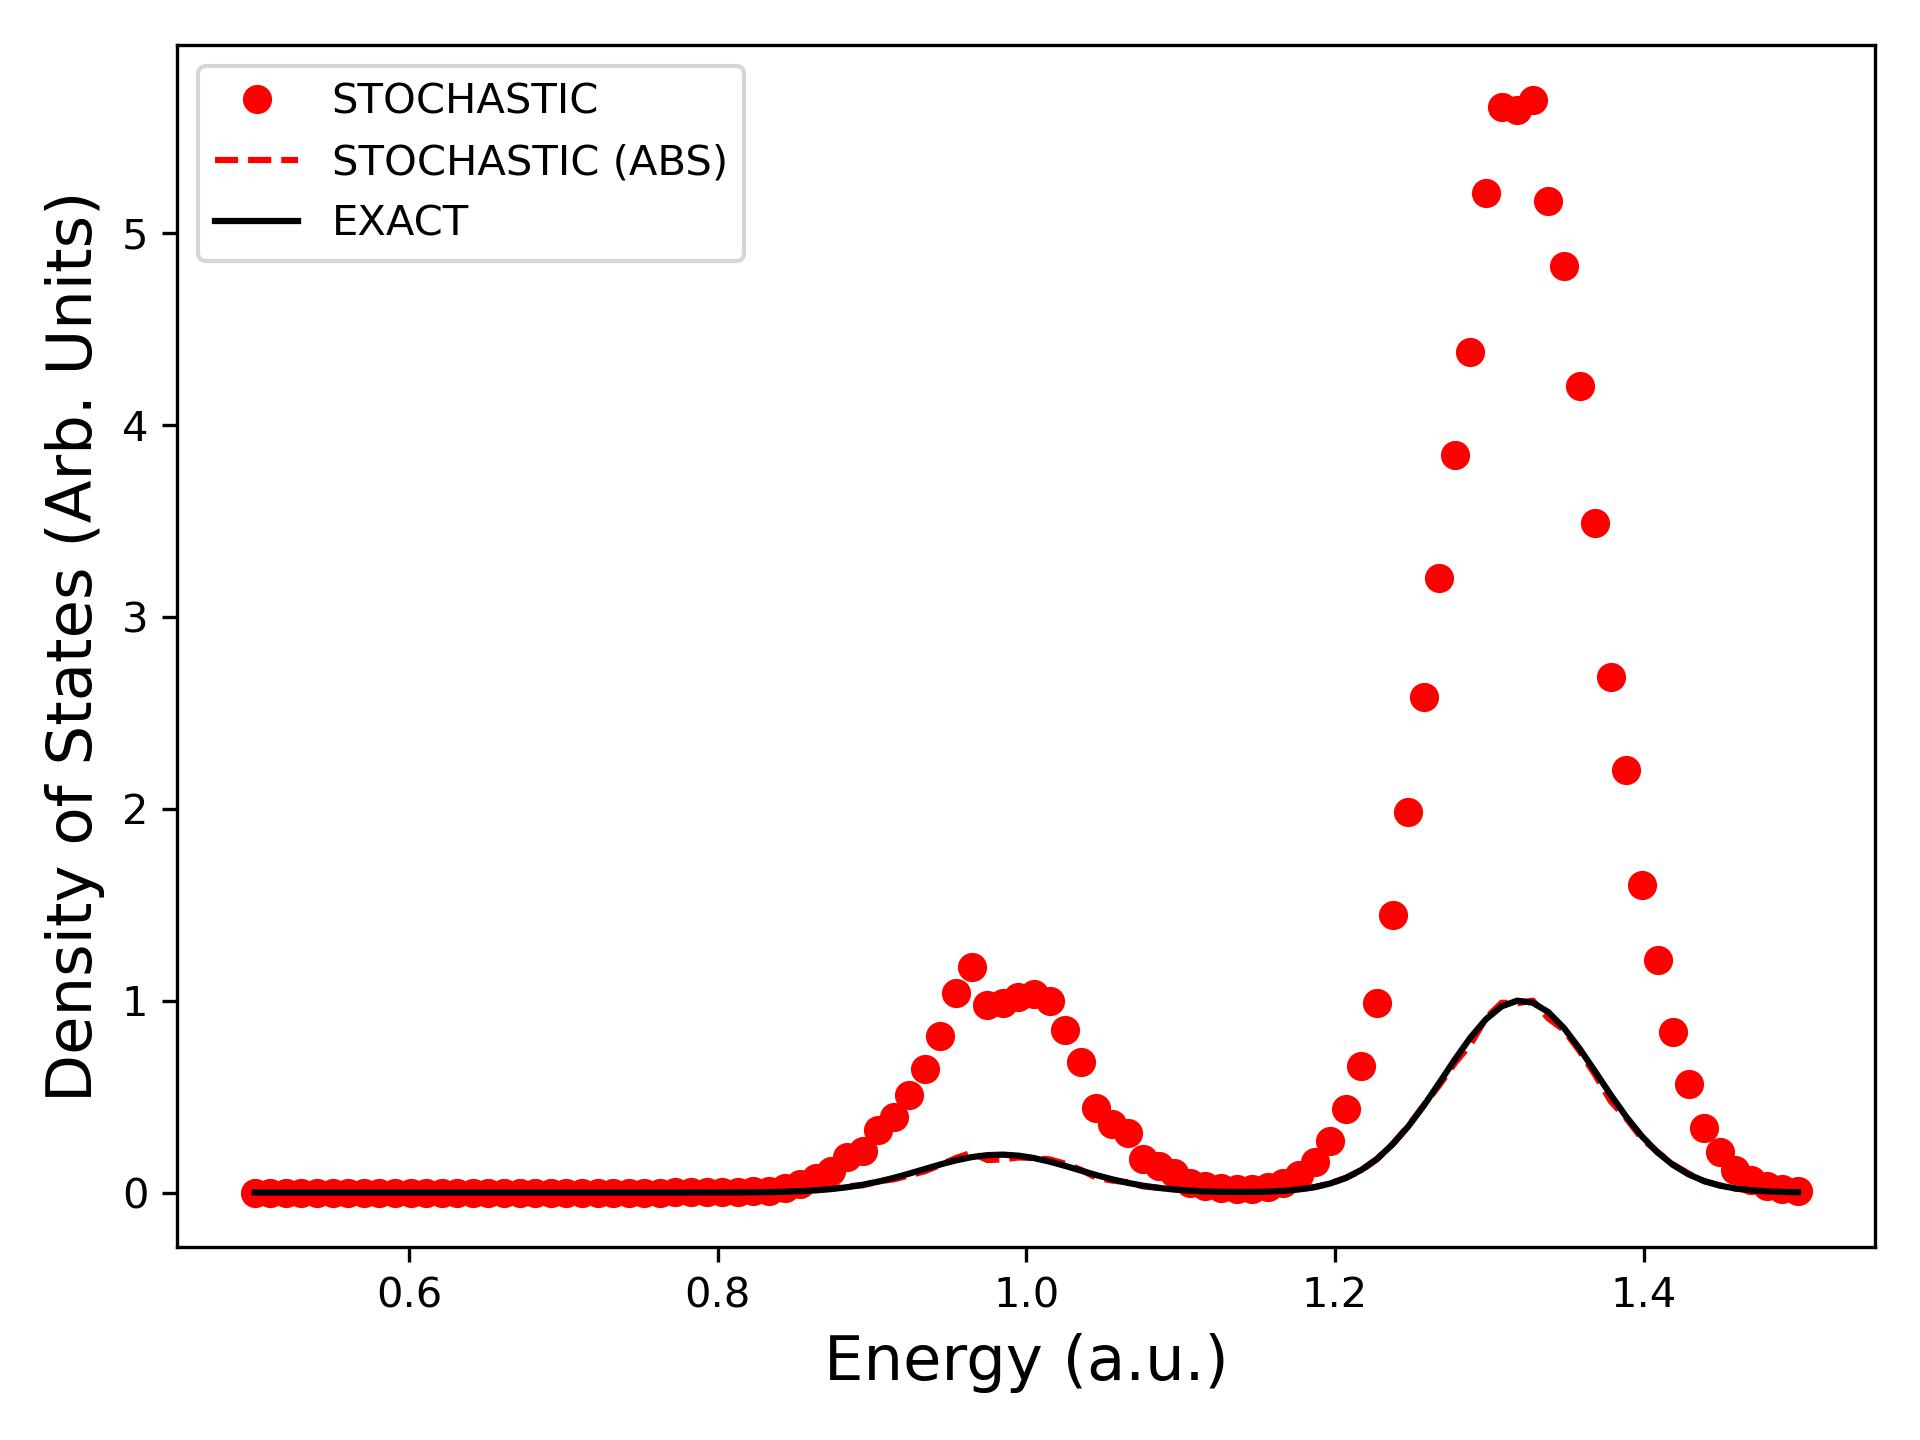 STOCHASTIC
STOCHASTIC (ABS)
EXACT
Density of States (Arb. Units)
5
4
3
2
1
0
0.6 0.8 1.0 1.2 1.4
Energy (a.u.)